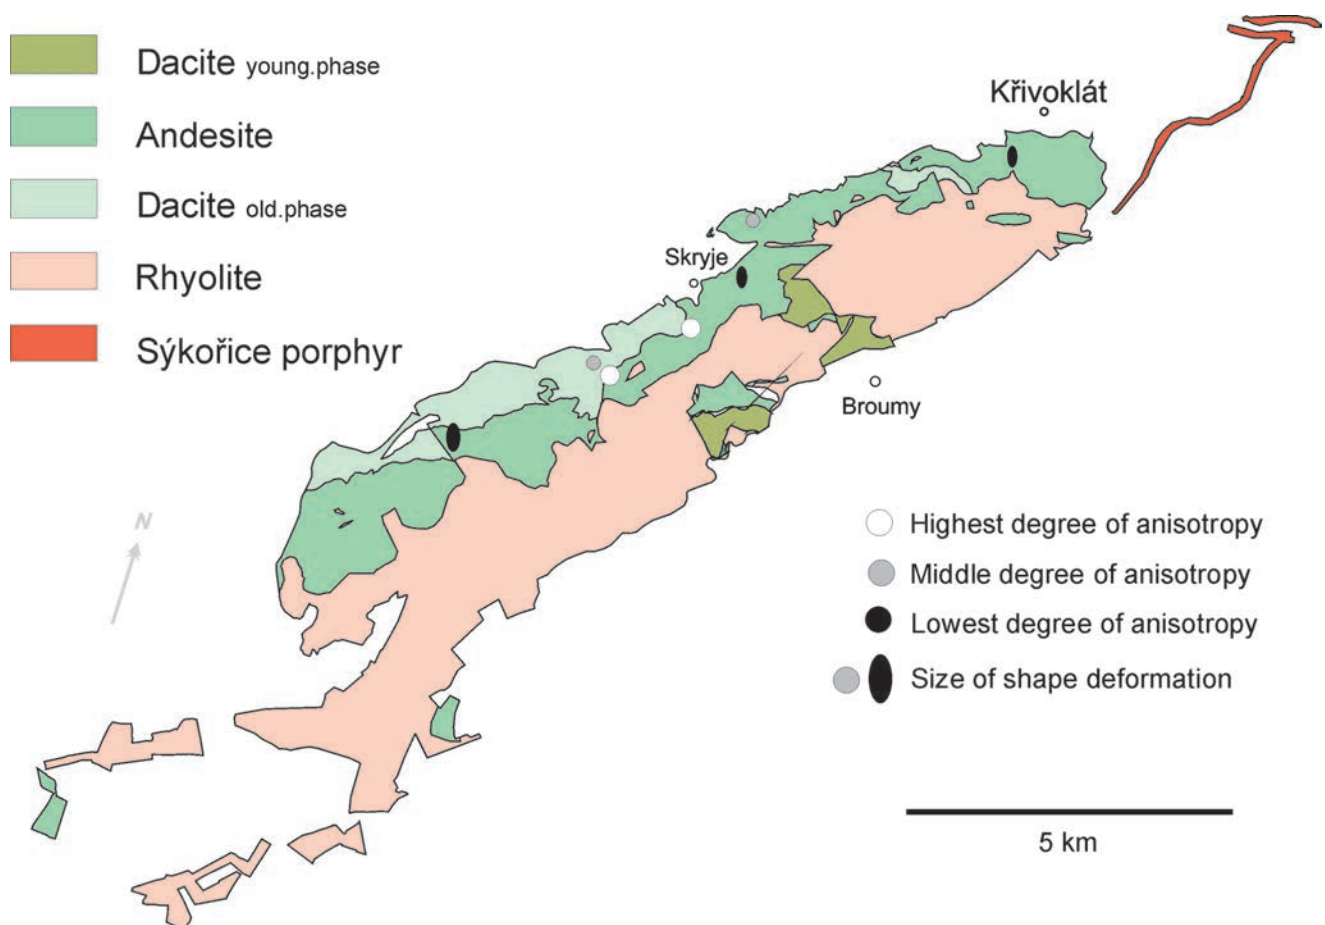 Dacite young.phase
Andesite
Dacite old.phase
Rhyolite
Sýkořice porphyr
Křivoklát
Skryje
Broumy
N
Highest degree of anisotropy
Middle degree of anisotropy
Lowest degree of anisotropy
Size of shape deformation
5 km